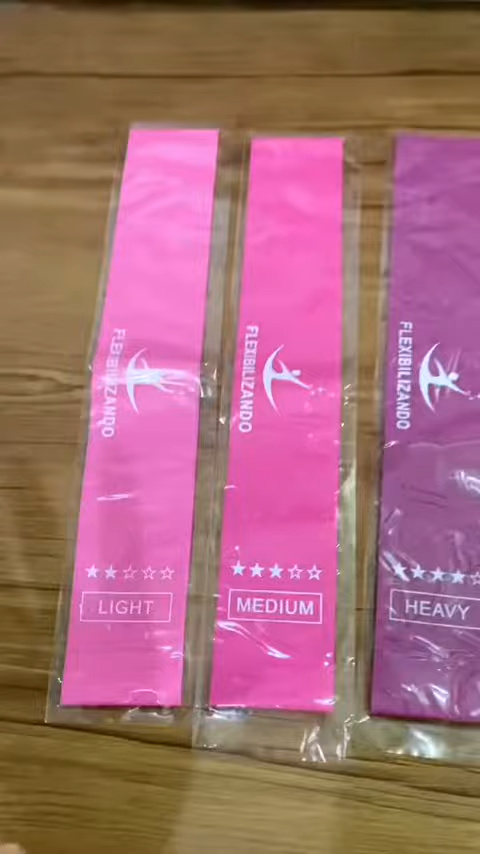 FLEXIBILIZANDO
★★☆☆☆
LIGHT
FLEXIBILIZANDO
★★★☆☆
MEDIUM
FLEXIBILIZANDO
★★★★☆
HEAVY